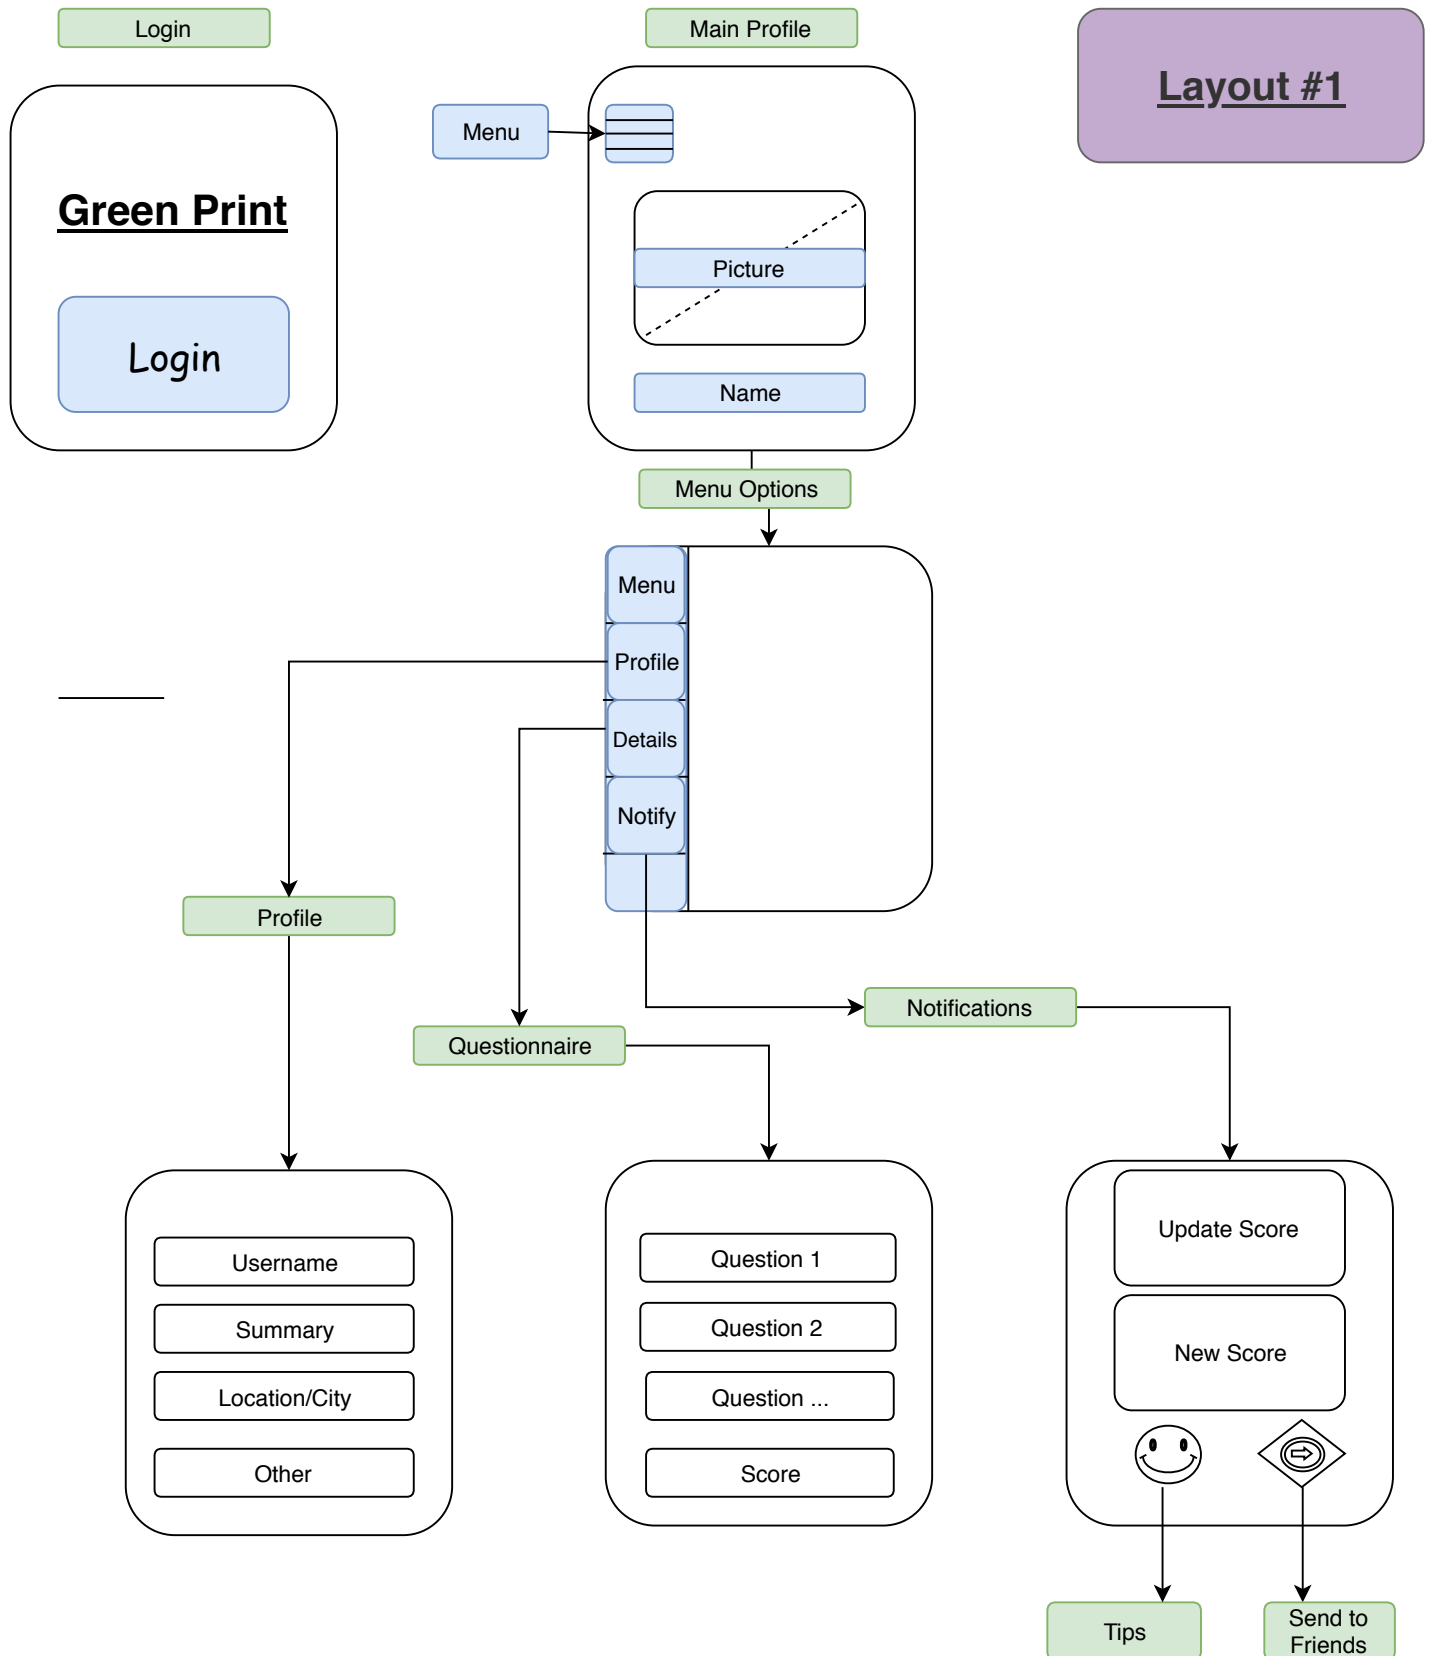 Login
Main Profile
Layout #1
Menu
Green Print
Picture
Login
Name
Menu Options
Menu
Profile
Details
Notify
Profile
Notifications
Questionnaire
Username
Summary
Location/City
Other
Question 1
Question 2
Question ...
Score
Update Score
New Score
Tips
Send to
Friends